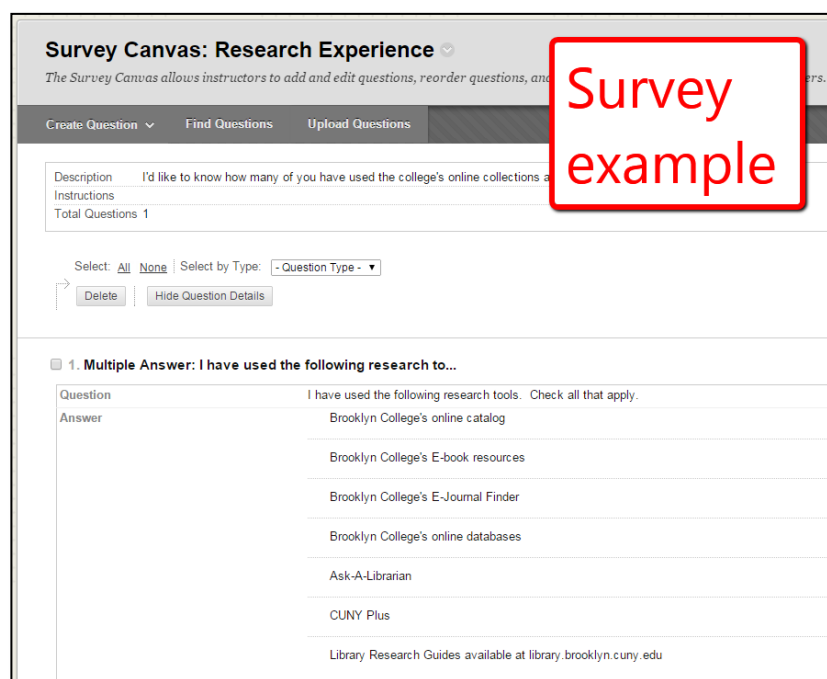 Survey Canvas: Research Experience
The Survey Canvas allows instructors to add and edit questions, reorder questions, an
ers.
Survey
example
Create Question Find Questions Upload Questions
Description I'd like to know how many of you have used the college's online collections a
Instructions
Total Questions 1
Select: All None Select by Type: - Question Type -
Delete Hide Question Details
1. Multiple Answer: I have used the following research to...
Question I have used the following research tools. Check all that apply.
Answer Brooklyn College's online catalog
Brooklyn College's E-book resources
Brooklyn College's E-Journal Finder
Brooklyn College's online databases
Ask-A-Librarian
CUNY Plus
Library Research Guides available at library.brooklyn.cuny.edu